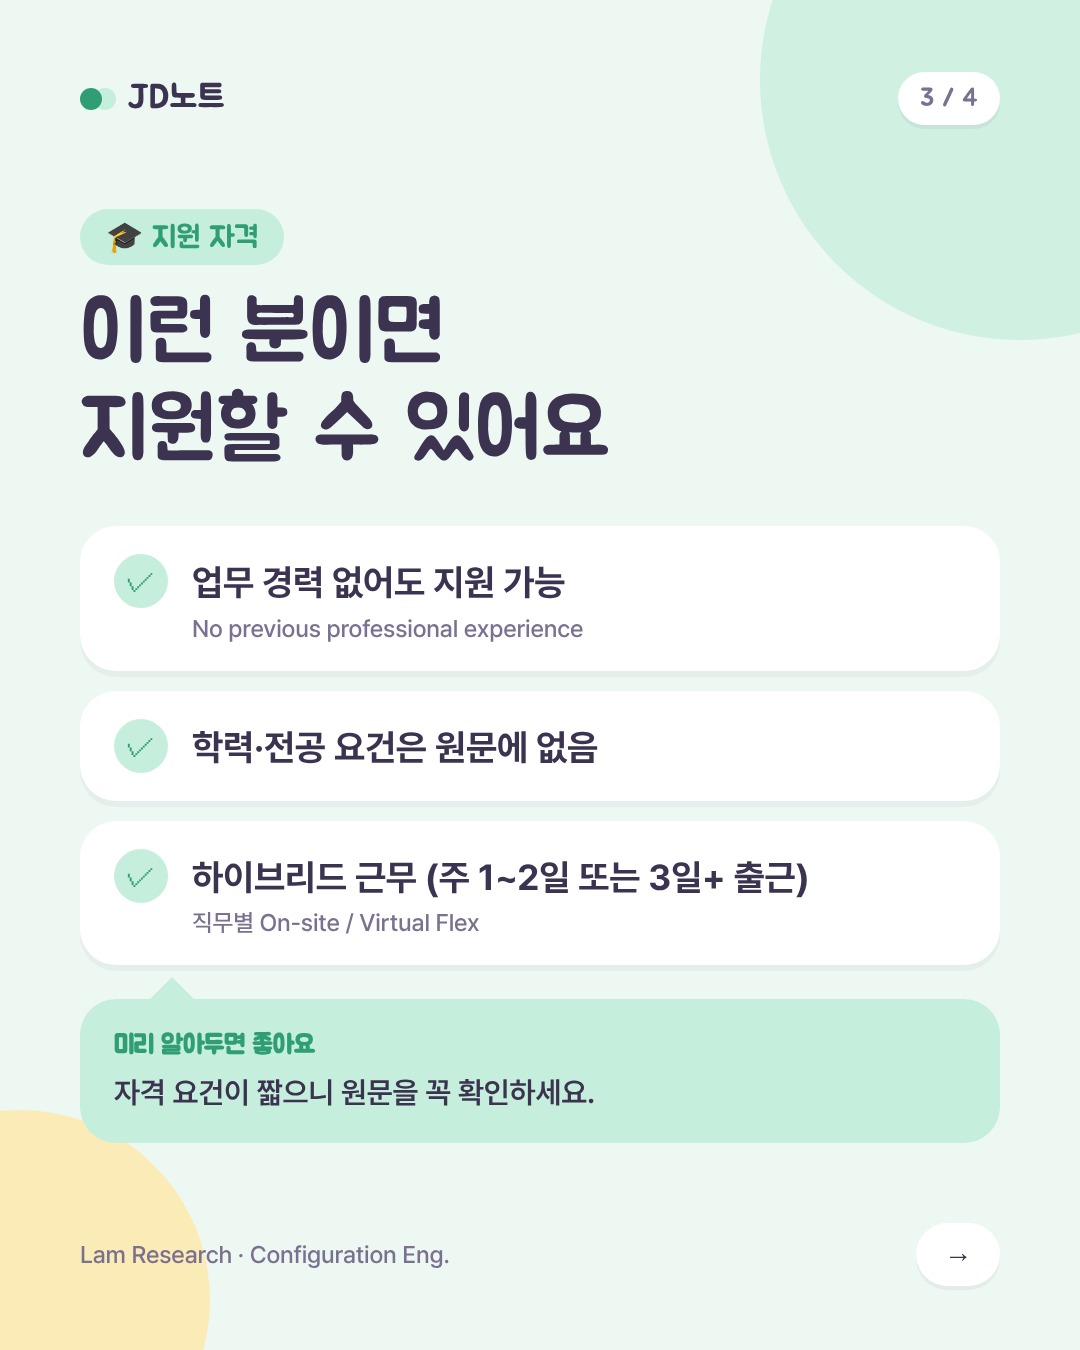 JD노트
3 / 4
🎓 지원 자격
이런 분이면
지원할 수 있어요
✓ 업무 경력 없어도 지원 가능
No previous professional experience
✓ 학력·전공 요건은 원문에 없음
✓ 하이브리드 근무 (주 1~2일 또는 3일+ 출근)
직무별 On-site / Virtual Flex
미리 알아두면 좋아요
자격 요건이 짧으니 원문을 꼭 확인하세요.
Lam Research · Configuration Eng.
→